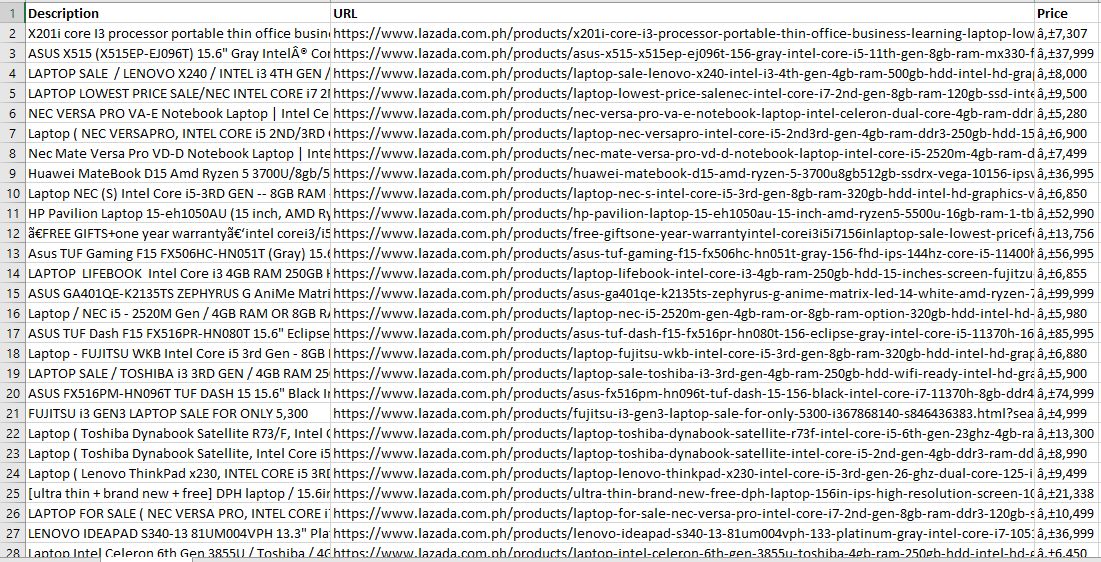 1 Description URL Price
2 X201i core I3 processor portable thin office busin https://www.lazada.com.ph/products/x201i-core-i3-processor-portable-thin-office-business-learning-laptop-low â‚±7,307
3 ASUS X515 (X515EP-EJ096T) 15.6" Gray IntelÂ® Cor https://www.lazada.com.ph/products/asus-x515-x515ep-ej096t-156-gray-intel-core-i5-11th-gen-8gb-ram-mx330-f â‚±37,999
4 LAPTOP SALE / LENOVO X240 / INTEL i3 4TH GEN / https://www.lazada.com.ph/products/laptop-sale-lenovo-x240-intel-i3-4th-gen-4gb-ram-500gb-hdd-intel-hd-grap â‚±8,000
5 LAPTOP LOWEST PRICE SALE/NEC INTEL CORE i7 2N https://www.lazada.com.ph/products/laptop-lowest-price-salenec-intel-core-i7-2nd-gen-8gb-ram-120gb-ssd-inte â‚±9,500
6 NEC VERSA PRO VA-E Notebook Laptop | Intel Ce https://www.lazada.com.ph/products/nec-versa-pro-va-e-notebook-laptop-intel-celeron-dual-core-4gb-ram-ddr â‚±5,280
7 Laptop ( NEC VERSAPRO, INTEL CORE i5 2ND/3RD G https://www.lazada.com.ph/products/laptop-nec-versapro-intel-core-i5-2nd3rd-gen-4gb-ram-ddr3-250gb-hdd-15 â‚±6,900
8 Nec Mate Versa Pro VD-D Notebook Laptop | Inte https://www.lazada.com.ph/products/nec-mate-versa-pro-vd-d-notebook-laptop-intel-core-i5-2520m-4gb-ram-d â‚±7,499
9 Huawei MateBook D15 Amd Ryzen 5 3700U/8gb/5 https://www.lazada.com.ph/products/huawei-matebook-d15-amd-ryzen-5-3700u8gb512gb-ssdrx-vega-10156-ipsw â‚±36,995
10 Laptop NEC (S) Intel Core i5-3RD GEN -- 8GB RAM https://www.lazada.com.ph/products/laptop-nec-s-intel-core-i5-3rd-gen-8gb-ram-320gb-hdd-intel-hd-graphics-w â‚±6,850
11 HP Pavilion Laptop 15-eh1050AU (15 inch, AMD Ry https://www.lazada.com.ph/products/hp-pavilion-laptop-15-eh1050au-15-inch-amd-ryzen5-5500u-16gb-ram-1-tb â‚±52,990
12 ã€FREE GIFTS+one year warrantyã€‘intel corei3/i5 https://www.lazada.com.ph/products/free-giftsone-year-warrantyintel-corei3i5i7156inlaptop-sale-lowest-pricef â‚±13,756
13 Asus TUF Gaming F15 FX506HC-HN051T (Gray) 15.6 https://www.lazada.com.ph/products/asus-tuf-gaming-f15-fx506hc-hn051t-gray-156-fhd-ips-144hz-core-i5-11400h â‚±56,995
14 LAPTOP LIFEBOOK Intel Core i3 4GB RAM 250GB H https://www.lazada.com.ph/products/laptop-lifebook-intel-core-i3-4gb-ram-250gb-hdd-15-inches-screen-fujitzu â‚±6,855
15 ASUS GA401QE-K2135TS ZEPHYRUS G AniMe Matri https://www.lazada.com.ph/products/asus-ga401qe-k2135ts-zephyrus-g-anime-matrix-led-14-white-amd-ryzen-7 â‚±99,999
16 Laptop / NEC i5 - 2520M Gen / 4GB RAM OR 8GB RA https://www.lazada.com.ph/products/laptop-nec-i5-2520m-gen-4gb-ram-or-8gb-ram-option-320gb-hdd-intel-hd- â‚±5,980
17 ASUS TUF Dash F15 FX516PR-HN080T 15.6" Eclipse https://www.lazada.com.ph/products/asus-tuf-dash-f15-fx516pr-hn080t-156-eclipse-gray-intel-core-i5-11370h-16 â‚±85,995
18 Laptop - FUJITSU WKB Intel Core i5 3rd Gen - 8GB https://www.lazada.com.ph/products/laptop-fujitsu-wkb-intel-core-i5-3rd-gen-8gb-ram-320gb-hdd-intel-hd-grap â‚±6,880
19 LAPTOP SALE / TOSHIBA i3 3RD GEN / 4GB RAM 25 https://www.lazada.com.ph/products/laptop-sale-toshiba-i3-3rd-gen-4gb-ram-250gb-hdd-wifi-ready-intel-hd-gra â‚±5,900
20 ASUS FX516PM-HN096T TUF DASH 15 15.6" Black In https://www.lazada.com.ph/products/asus-fx516pm-hn096t-tuf-dash-15-156-black-intel-core-i7-11370h-8gb-ddr4 â‚±74,999
21 FUJITSU i3 GEN3 LAPTOP SALE FOR ONLY 5,300 https://www.lazada.com.ph/products/fujitsu-i3-gen3-laptop-sale-for-only-5300-i367868140-s846436383.html?sea â‚±4,999
22 Laptop ( Toshiba Dynabook Satellite R73/F, Intel C https://www.lazada.com.ph/products/laptop-toshiba-dynabook-satellite-r73f-intel-core-i5-6th-gen-23ghz-4gb-ra â‚±13,300
23 Laptop ( Toshiba Dynabook Satellite, Intel Core i5 https://www.lazada.com.ph/products/laptop-toshiba-dynabook-satellite-intel-core-i5-2nd-gen-4gb-ram-ddr3-ram â‚±8,990
24 Laptop ( Lenovo ThinkPad x230, INTEL CORE i5 3RD https://www.lazada.com.ph/products/laptop-lenovo-thinkpad-x230-intel-core-i5-3rd-gen-26-ghz-dual-core-125-i â‚±9,499
25 [ultra thin + brand new + free] DPH laptop / 15.6in https://www.lazada.com.ph/products/ultra-thin-brand-new-free-dph-laptop-156in-ips-high-resolution-screen-10 â‚±21,338
26 LAPTOP FOR SALE ( NEC VERSA PRO, INTEL CORE i7 https://www.lazada.com.ph/products/laptop-for-sale-nec-versa-pro-intel-core-i7-2nd-gen-8gb-ram-ddr3-120gb-s â‚±10,499
27 LENOVO IDEAPAD S340-13 81UM004VPH 13.3" Pla https://www.lazada.com.ph/products/lenovo-ideapad-s340-13-81um004vph-133-platinum-gray-intel-core-i7-1051 â‚±36,999
28 Laptop Intel Celeron 6th Gen 3855U / Toshiba / 4G https://www.lazada.com.ph/products/laptop-intel-celeron-6th-gen-3855u-toshiba-4gb-ram-250gb-hdd-intel-hd-g â‚±6,450